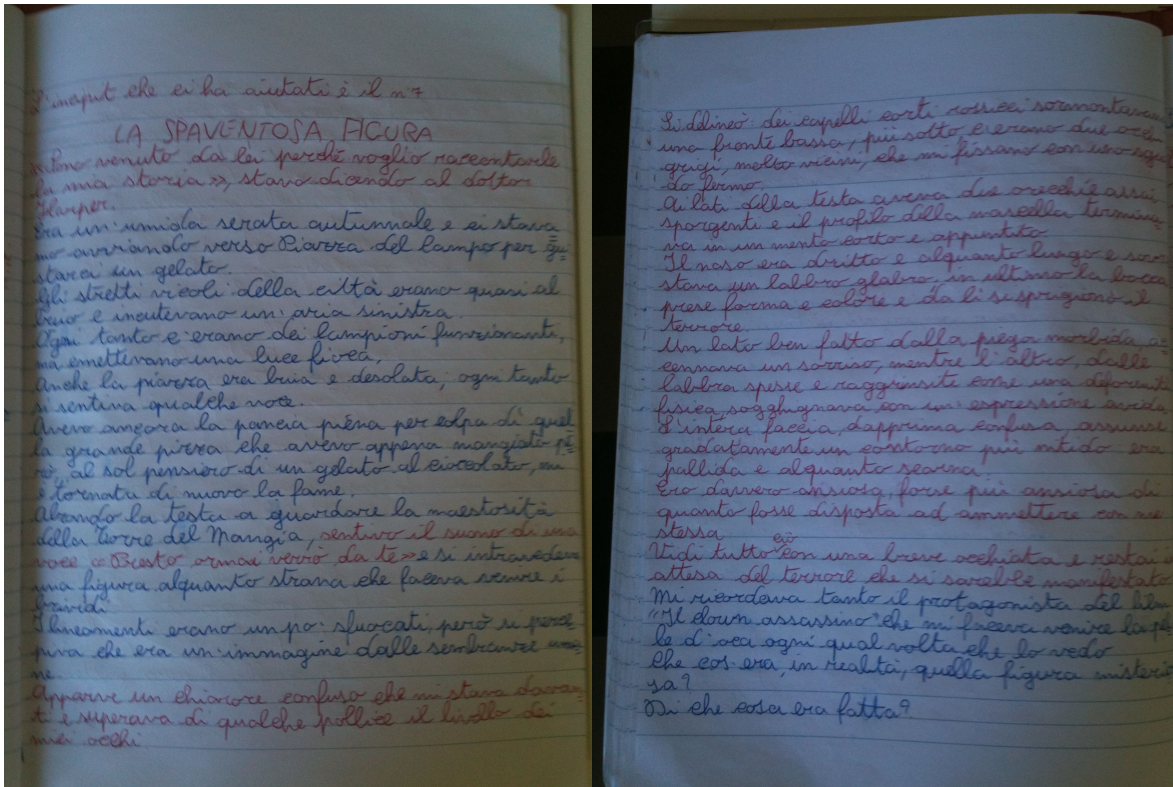 L'incipit che ci ha aiutati è il n° 7
LA SPAVENTOSA FIGURA
« Sono venuto da lei perché voglio raccontarle
la mia storia », stavo dicendo al dottor
Harper.
Era un'umida serata autunnale e ci stava
mo avviando verso Piazza del Campo per gu
starci un gelato.
Gli stretti vicoli della città erano quasi al
buio e incutevano un'aria sinistra.
Ogni tanto c'erano dei lampioni funzionanti,
ma emettevano una luce fioca.
Anche la piazza era buia e desolata, ogni tanto
si sentiva qualche voce.
Avevo ancora la pancia piena per colpa di quel
la grande pizza che avevo appena mangiato pe
rò, al sol pensiero di un gelato al cioccolato, mi
è tornata di nuovo la fame.
Alzando la testa a guardare la maestosità
della Torre del Mangia, sentivo il suono di una
voce « Presto ormai verrò da te » e si intravedeva
una figura alquanto strana che faceva venire i
brividi
I lineamenti erano un po' sfuocati, però si perce
piva che era un'immagine dalle sembianze uma
ne
Apparve un chiarore confuso che mi stava davan
ti e superava di qualche pollice il livello dei
miei occhi
Si delineò: dei capelli corti rossicci sormontavano
una fronte bassa, più sotto c'erano due occhi
grigi, molto vicini, che mi fissano con uno sguar
do fermo.
Ai lati della testa aveva due orecchie assai
sporgenti e il profilo della mascella termina
va in un mento corto e appuntito
Il naso era dritto e alquanto lungo e sovra
stava un labbro glabro, in ultimo la bocca
prese forma e colore e da lì si sprigionò il
terrore.
Un lato ben fatto dalla piega morbida ac
cennava un sorriso, mentre l'altro, dalle
labbra spesse e raggrinsite come una deformità
fisica, sogghignava con un'espressione avida
L'intera faccia, dapprima confusa, assunse
gradatamente un contorno più nitido era
pallida e alquanto scarna.
Ero davvero ansiosa, forse più ansiosa di
quanto fosse disposta ad ammettere con me
stessa
Vidi tutto ciò con una breve occhiata e restai in
attesa del terrore che si sarebbe manifestato
Mi ricordava tanto il protagonista del film
"Il clown assassino" che mi faceva venire la pel
le d'oca ogni qual volta che lo vedo
Che cos'era, in realtà, quella figura misterio
sa?
Di che cosa era fatta?